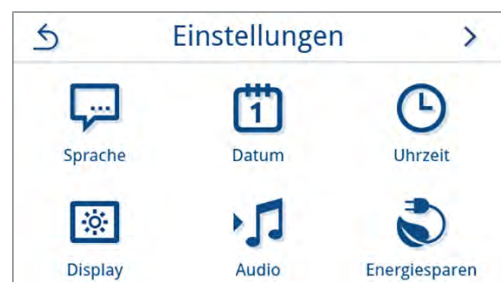 Einstellungen
...
1
Sprache Datum Uhrzeit
Display Audio Energiesparen